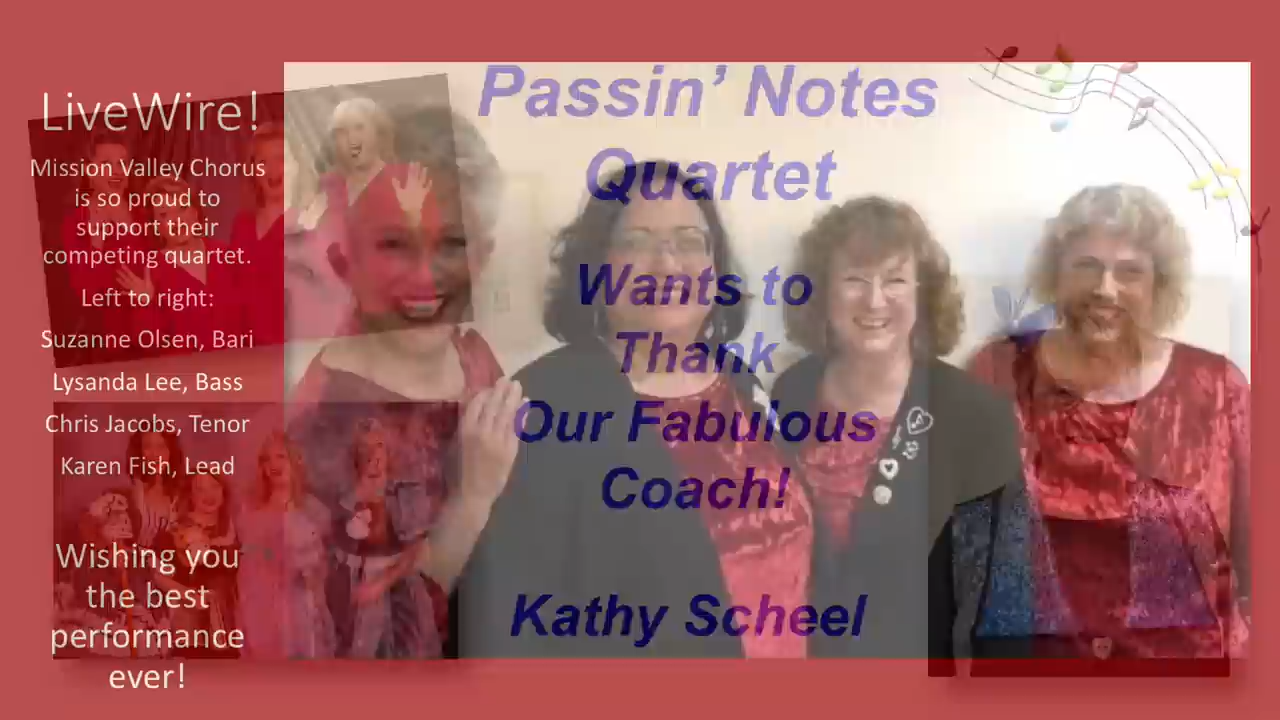 LiveWire!
Mission Valley Chorus
is so proud to
support their
competing quartet.
Left to right:
Suzanne Olsen, Bari
Lysanda Lee, Bass
Chris Jacobs, Tenor
Karen Fish, Lead
Wishing you
the best
performance
ever!
Passin’ Notes
Quartet
Wants to
Thank
Our Fabulous
Coach!
Kathy Scheel